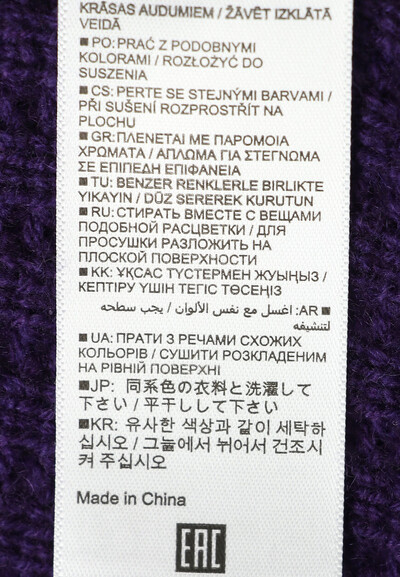 KRĀSAS AUDUMIEM / ŽĀVĒT IZKLĀTĀ
VEIDĀ
■ PO: PRAĆ Z PODOBNYMI
KOLORAMI / ROZŁOŻYĆ DO
SUSZENIA
■ CS: PERTE SE STEJNÝMI BARVAMI /
PŘI SUŠENÍ ROZPROSTŘÍT NA
PLOCHU
■ GR: ΠΛΕΝΕΤΑΙ ΜΕ ΠΑΡΟΜΟΙΑ
ΧΡΩΜΑΤΑ / ΑΠΛΩΜΑ ΓΙΑ ΣΤΕΓΝΩΜΑ
ΣΕ ΕΠΙΠΕΔΗ ΕΠΙΦΑΝΕΙΑ
■ TU: BENZER RENKLERLE BIRLIKTE
YIKAYIN / DÜZ SEREREK KURUTUN
■ RU: СТИРАТЬ ВМЕСТЕ С ВЕЩАМИ
ПОДОБНОЙ РАСЦВЕТКИ / ДЛЯ
ПРОСУШКИ РАЗЛОЖИТЬ НА
ПЛОСКОЙ ПОВЕРХНОСТИ
■ KK: ҰҚСАС ТҮСТЕРМЕН ЖУЫҢЫЗ /
КЕПТІРУ ҮШІН ТЕГІС ТӨСЕҢІЗ
■ AR: اغسل مع نفس الألوان / يجب سطحه
لتنشيفه
■ UA: ПРАТИ З РЕЧАМИ СХОЖИХ
КОЛЬОРІВ / СУШИТИ РОЗКЛАДЕНИМ
НА РІВНІЙ ПОВЕРХНІ
■JP: 同系色の衣料と洗濯して
下さい / 平干しして下さい
■KR: 유사한 색상과 같이 세탁하
십시오 / 그늘에서 뉘어서 건조시
켜 주십시오
Made in China
EAC